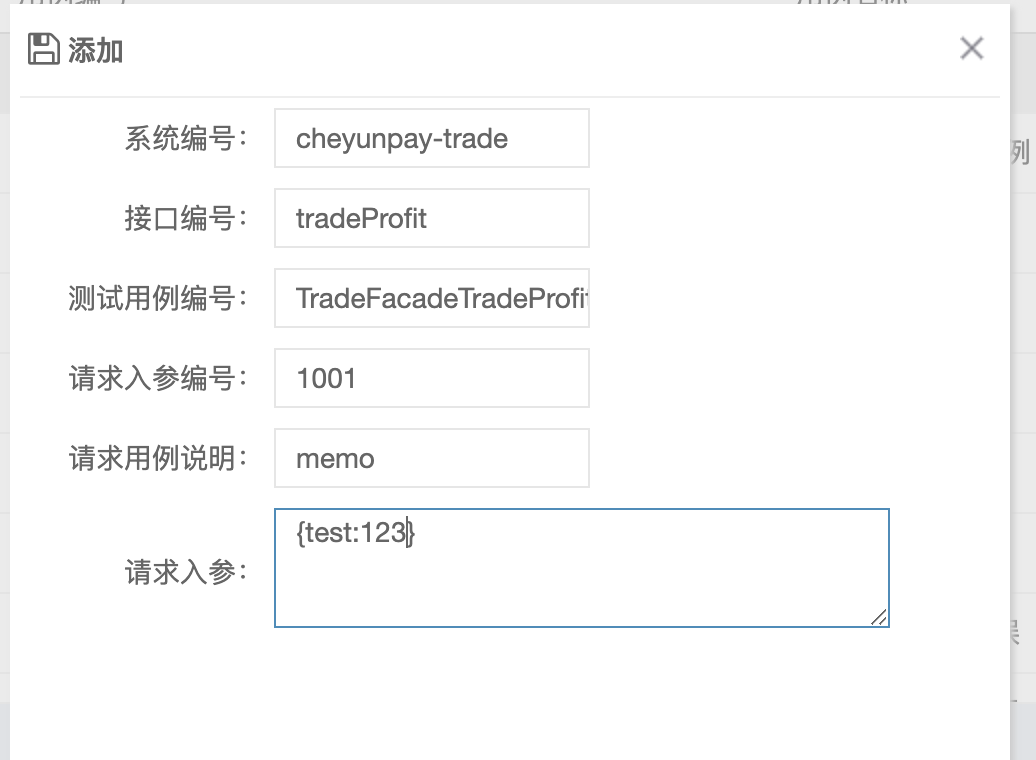 添加
系统编号：
cheyunpay-trade
接口编号：
tradeProfit
测试用例编号：
TradeFacadeTradeProfi
请求入参编号：
1001
请求用例说明：
memo
请求入参：
{test:123}
例